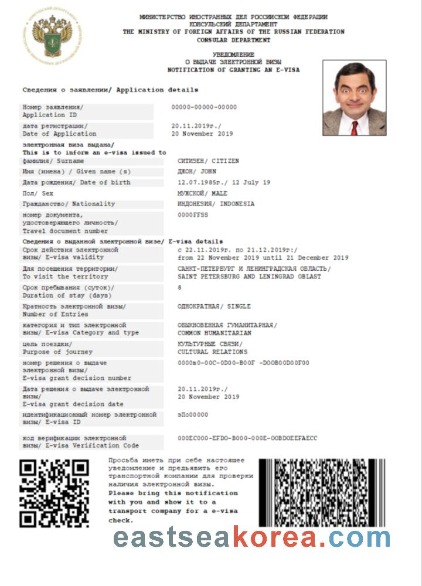 МИНИСТЕРСТВО ИНОСТРАННЫХ ДЕЛ РОССИЙСКОЙ ФЕДЕРАЦИИ
КОНСУЛЬСКИЙ ДЕПАРТАМЕНТ
THE MINISTRY OF FOREIGN AFFAIRS OF THE RUSSIAN FEDERATION
CONSULAR DEPARTMENT
УВЕДОМЛЕНИЕ
О ВЫДАЧЕ ЭЛЕКТРОННОЙ ВИЗЫ
NOTIFICATION OF GRANTING AN E-VISA
Сведения о заявлении/ Application details
Номер заявления/ 00000-00000-00000
Application ID
дата регистрации/ 20.11.2019г./
Date of Application 20 November 2019
электронная виза выдана/
This is to inform an e-visa issued to
фамилия/ Surname СИТИЗЕН/ CITIZEN
Имя (имена) / Given name (s) ДЖОН/ JOHN
Дата рождения/ Date of birth 12.07.1985г./ 12 July 19
Пол/ Sex МУЖСКОЙ/ MALE
Гражданство/ Nationality ИНДОНЕЗИЯ/ INDONESIA
номер документа,
удостоверяющего личность/
Travel document number
Сведения о выданной электронной визе/ E-visa details
Срок действия электронной с 22.11.2019г. по 21.12.2019г./
визы/ E-visa validity from 22 November 2019 until 21 December 2019
Для посещения территории/ САНКТ-ПЕТЕРБУРГ И ЛЕНИНГРАДСКАЯ ОБЛАСТЬ/
To visit the territory SAINT PETERSBURG AND LENINGRAD OBLAST
Срок пребывания (суток)/ 8
Duration of stay (days)
Кратность электронной визы/ ОДНОКРАТНАЯ/ SINGLE
Number of Entries
категория и тип электронной ОБЫКНОВЕННАЯ ГУМАНИТАРНАЯ/
визы/ E-visa Category and type COMMON HUMANITARIAN
цель поездки/ КУЛЬТУРНЫЕ СВЯЗИ/
Purpose of journey CULTURAL RELATIONS
номер решения о выдаче
электронной визы/
E-visa grant decision number
Дата решения о выдаче электронной 20.11.2019г./
визы/ 20 November 2019
E-visa grant decision date
идентификационный номер электронной
визы/ E-visa ID
код верификации электронной
визы/ E-visa Verification Code
Просьба иметь при себе настоящее
уведомление и предъявить его
транспортной компании для проверки
наличия электронной визы.
Please bring this notification
with you and show it to a
transport company for a e-visa
check.
eastseakorea.com